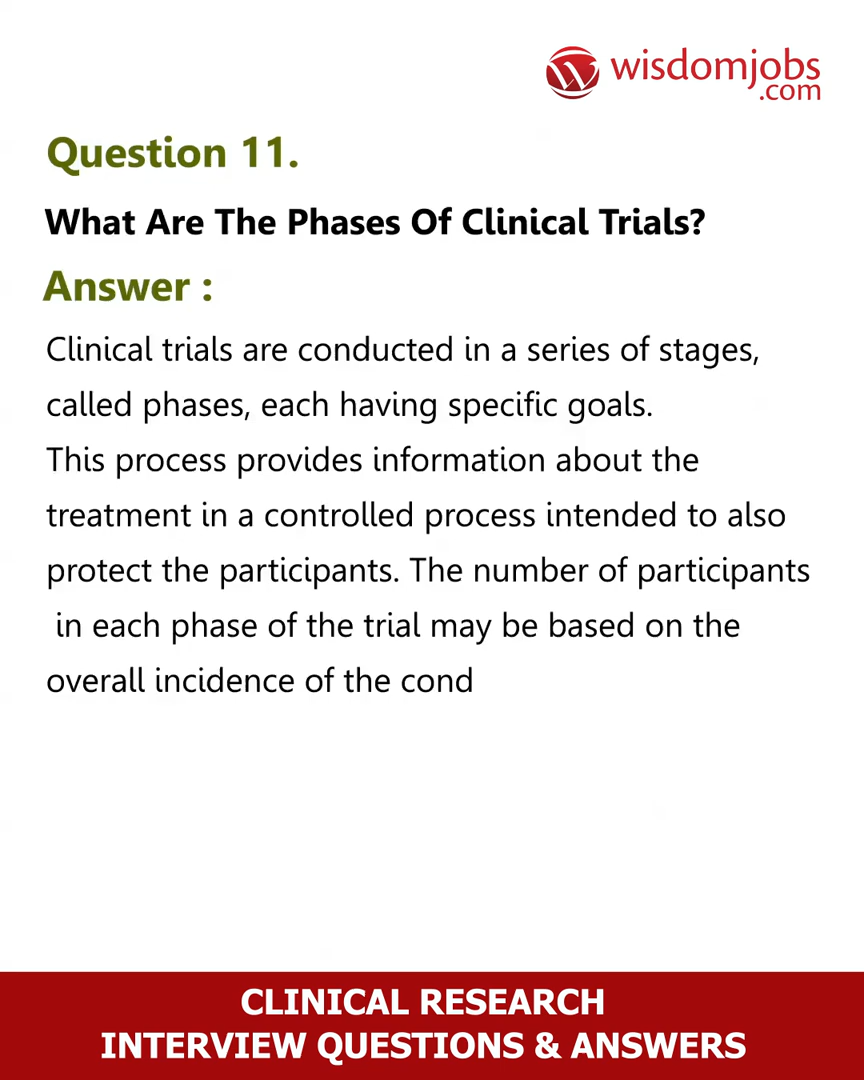 wisdomjobs
.com
Question 11.
What Are The Phases Of Clinical Trials?
Answer :
Clinical trials are conducted in a series of stages,
called phases, each having specific goals.
This process provides information about the
treatment in a controlled process intended to also
protect the participants. The number of participants
in each phase of the trial may be based on the
overall incidence of the cond
CLINICAL RESEARCH
INTERVIEW QUESTIONS & ANSWERS